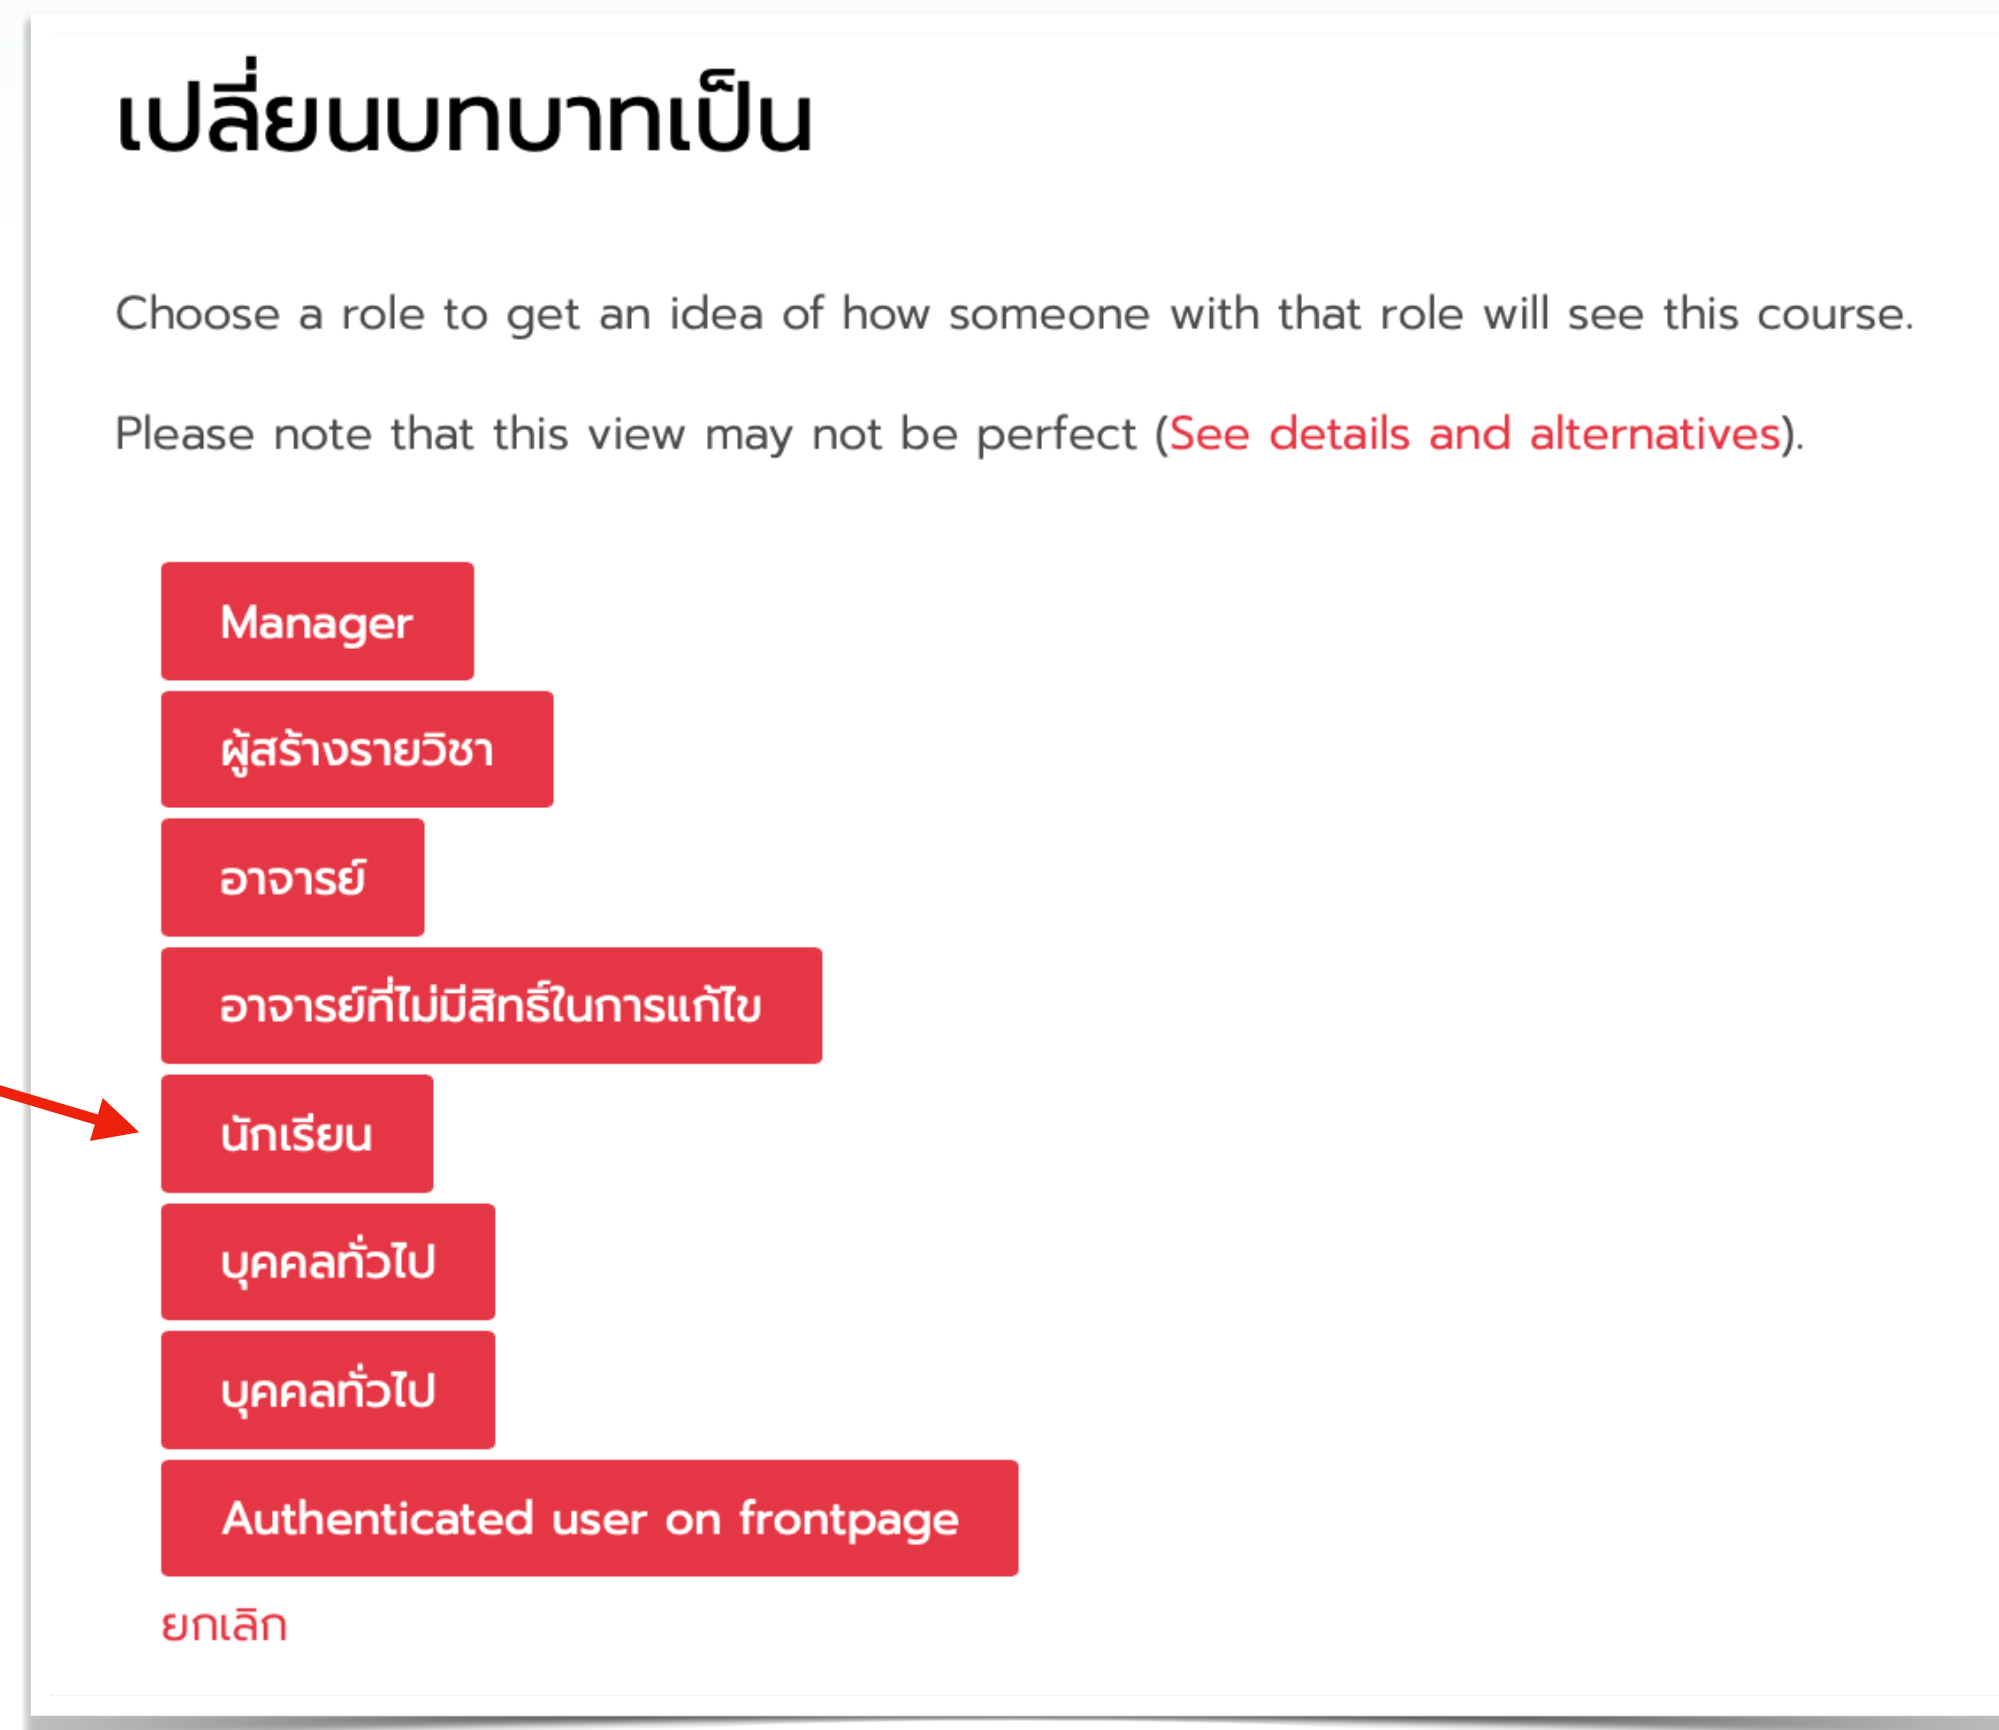 เปลี่ยนบทบาทเป็น
Choose a role to get an idea of how someone with that role will see this course.
Please note that this view may not be perfect (See details and alternatives).
Manager
ผู้สร้างรายวิชา
อาจารย์
อาจารย์ที่ไม่มีสิทธิ์ในการแก้ไข
นักเรียน
บุคคลทั่วไป
บุคคลทั่วไป
Authenticated user on frontpage
ยกเลิก